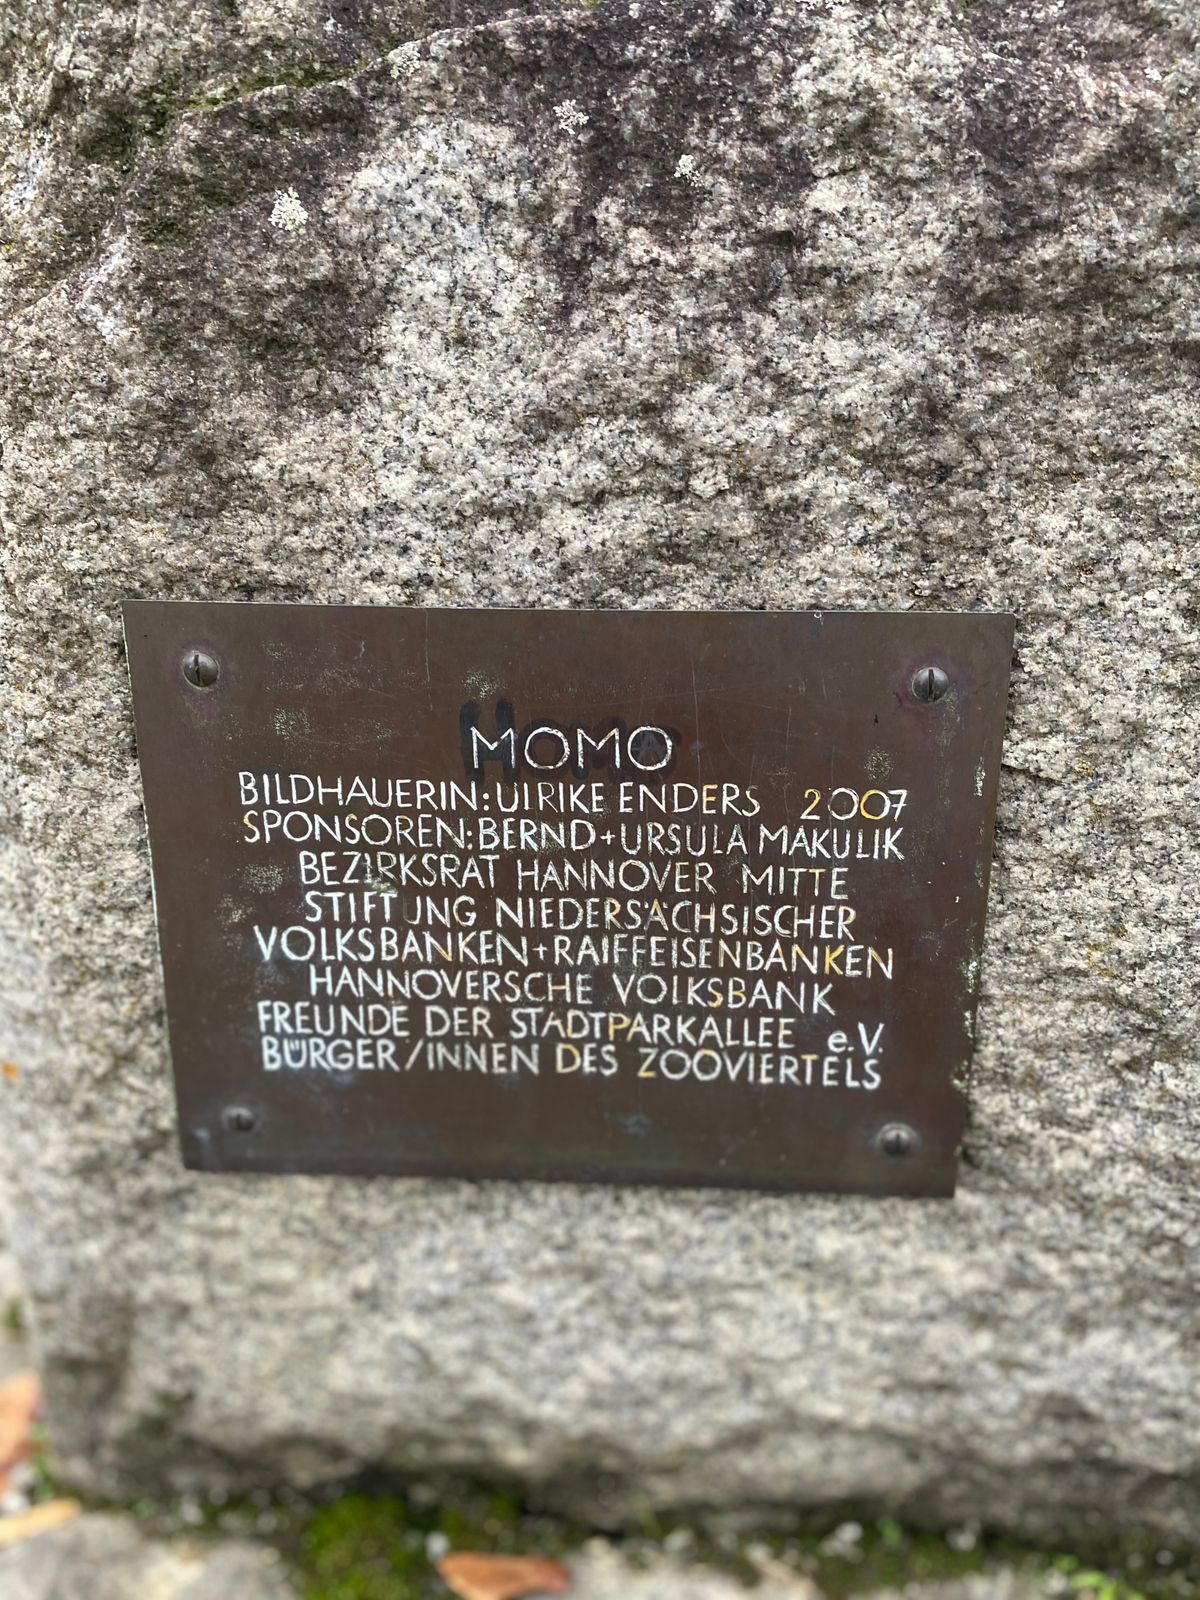 MOMO
BILDHAUERIN: ULRIKE ENDERS 2007
SPONSOREN: BERND+URSULA MAKULIK
BEZIRKSRAT HANNOVER MITTE
STIFTUNG NIEDERSÄCHSISCHER
VOLKSBANKEN+RAIFFEISENBANKEN
HANNOVERSCHE VOLKSBANK
FREUNDE DER STADTPARKALLEE e.V.
BÜRGER/INNEN DES ZOOVIERTELS